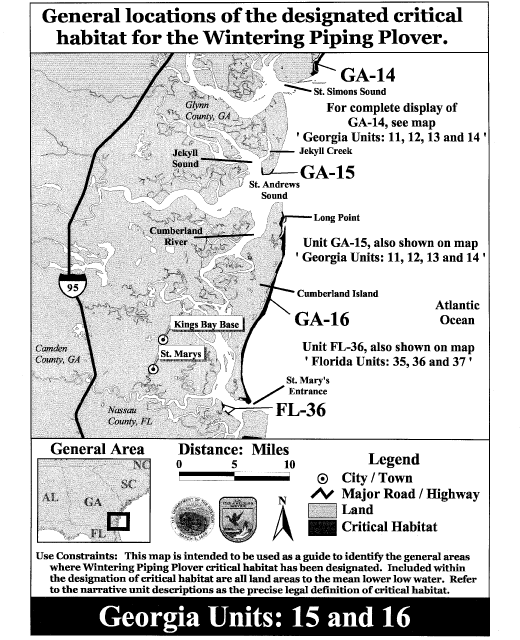 General locations of the designated critical
habitat for the Wintering Piping Plover.
GA-14
St. Simons Sound
Glynn
County, GA
For complete display of
GA-14, see map
' Georgia Units: 11, 12, 13 and 14 '
Jekyll Creek
Jekyll
Sound
GA-15
St. Andrews
Sound
Long Point
Cumberland
River
Unit GA-15, also shown on map
' Georgia Units: 11, 12, 13 and 14 '
95
Cumberland Island
Atlantic
Ocean
GA-16
Kings Bay Base
Camden
County, GA
St. Marys
Unit FL-36, also shown on map
' Florida Units: 35, 36 and 37 '
St. Mary's
Entrance
Nassau
County, FL
FL-36
General Area
NC
SC
AL
GA
FL
Distance: Miles
0 5 10
N
Legend
City / Town
Major Road / Highway
Land
Critical Habitat
Use Constraints: This map is intended to be used as a guide to identify the general areas
where Wintering Piping Plover critical habitat has been designated. Included within
the designation of critical habitat are all land areas to the mean lower low water. Refer
to the narrative unit descriptions as the precise legal definition of critical habitat.
Georgia Units: 15 and 16